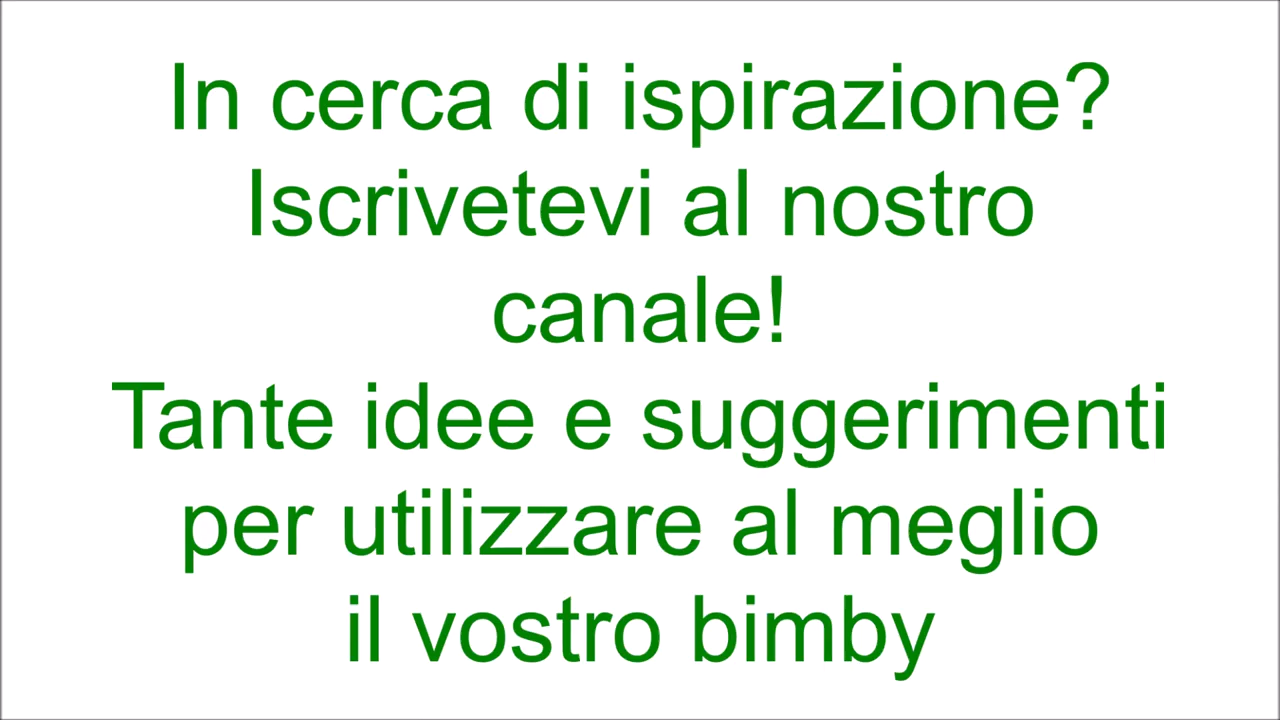 In cerca di ispirazione?
Iscrivetevi al nostro
canale!
Tante idee e suggerimenti
per utilizzare al meglio
il vostro bimby